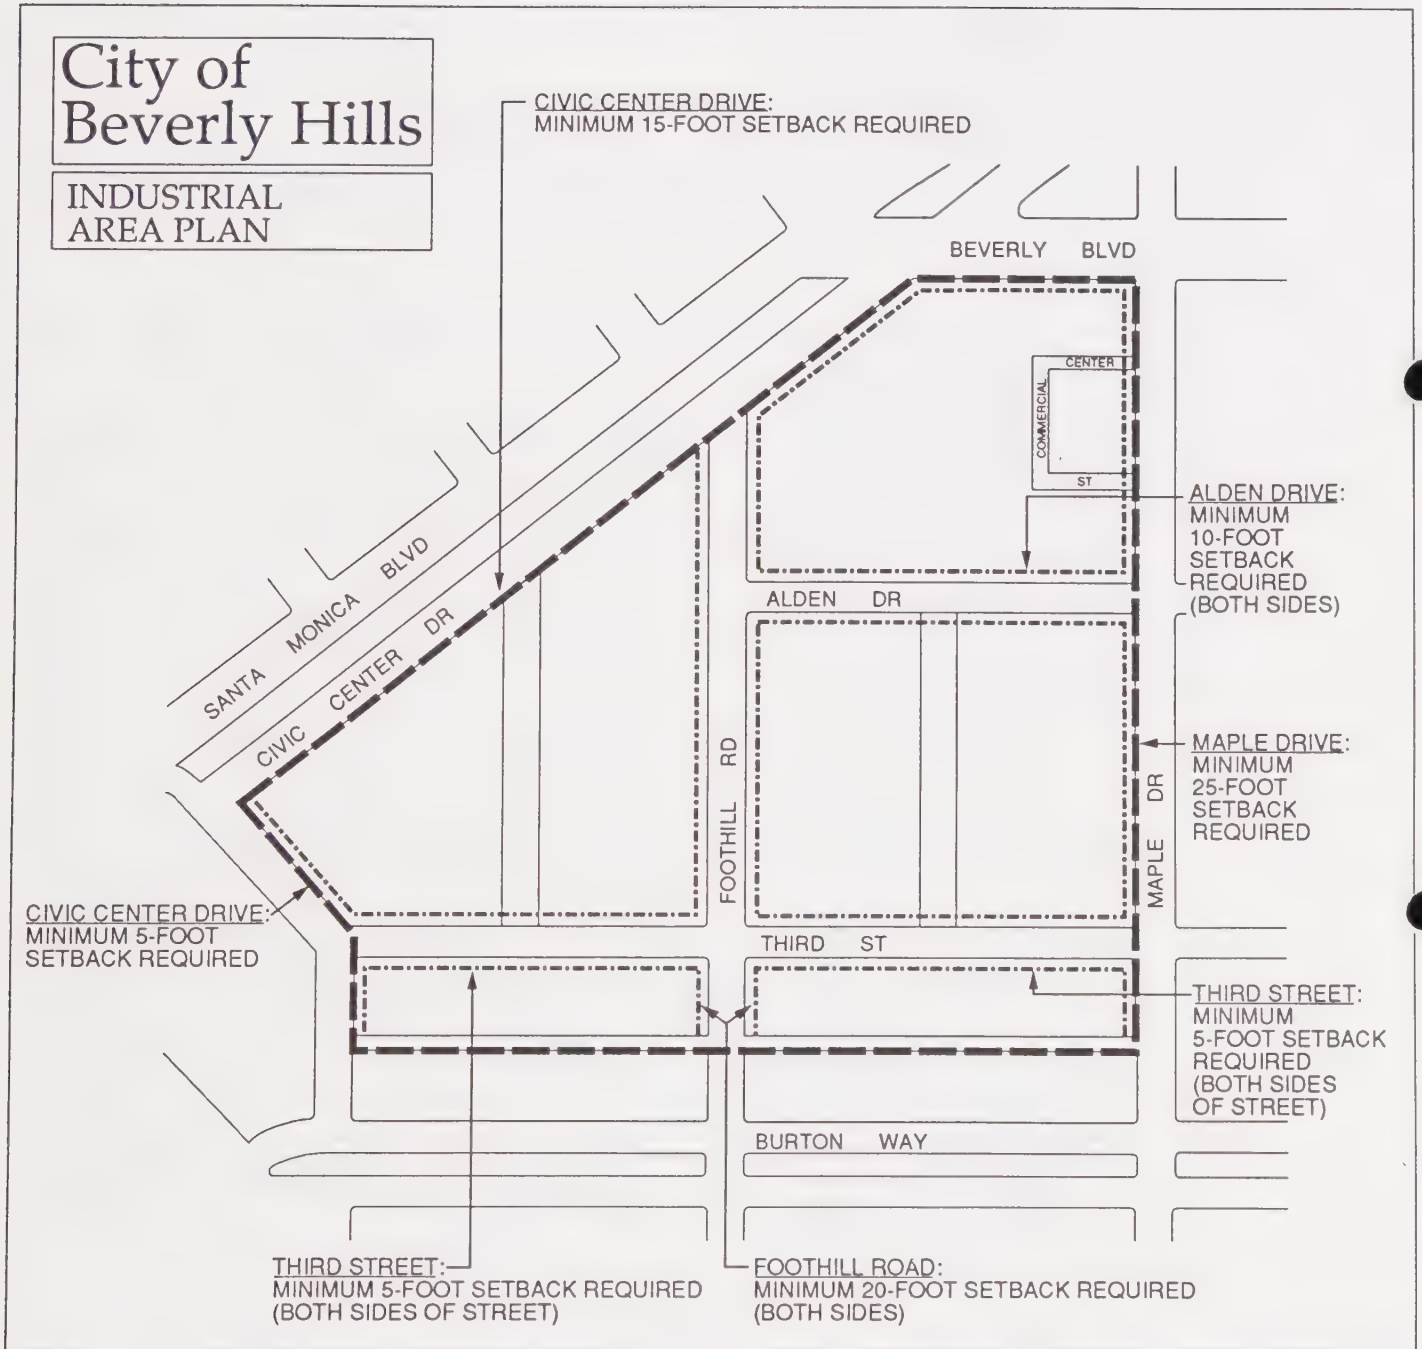 City of
Beverly Hills
INDUSTRIAL
AREA PLAN
CIVIC CENTER DRIVE:
MINIMUM 15-FOOT SETBACK REQUIRED
BEVERLY BLVD
CENTER
COMMERCIAL
ST
ALDEN DRIVE:
MINIMUM
10-FOOT
SETBACK
REQUIRED
(BOTH SIDES)
SANTA MONICA BLVD
CIVIC CENTER DR
ALDEN DR
FOOTHILL RD
MAPLE DR
MAPLE DRIVE:
MINIMUM
25-FOOT
SETBACK
REQUIRED
CIVIC CENTER DRIVE:
MINIMUM 5-FOOT
SETBACK REQUIRED
THIRD ST
THIRD STREET:
MINIMUM
5-FOOT SETBACK
REQUIRED
(BOTH SIDES
OF STREET)
BURTON WAY
THIRD STREET:
MINIMUM 5-FOOT SETBACK REQUIRED
(BOTH SIDES OF STREET)
FOOTHILL ROAD:
MINIMUM 20-FOOT SETBACK REQUIRED
(BOTH SIDES)